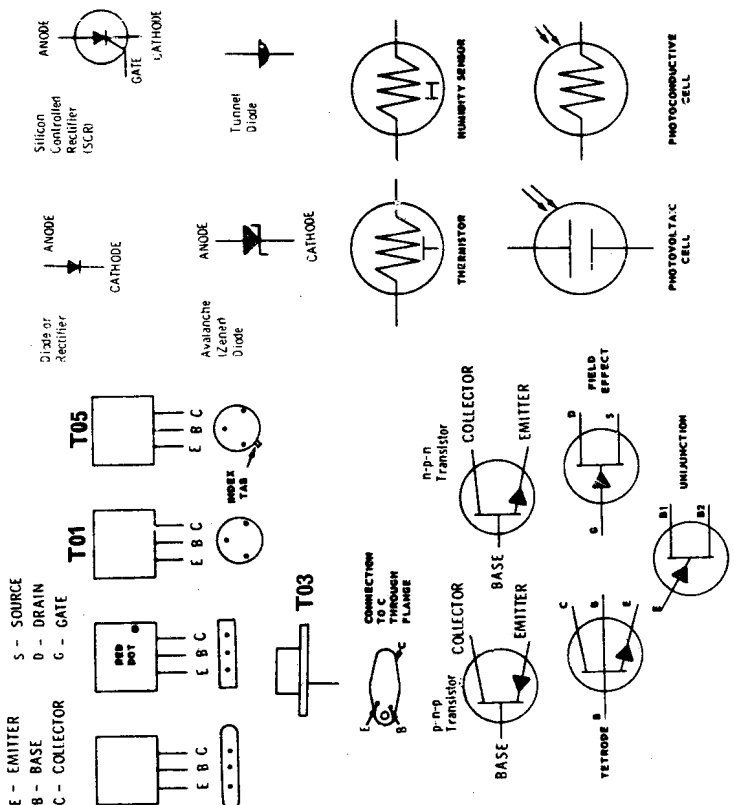 E - EMITTER
B - BASE
C - COLLECTOR
S - SOURCE
D - DRAIN
G - GATE
E B C
RED
DOT
E B C
T01
E B C
T05
E B C
INDEX
TAB
T03
CONNECTION
TO C
THROUGH
FLANGE
E
B
C
Diode or
Rectifier
ANODE
CATHODE
Silicon
Controlled
Rectifier
(SCR)
ANODE
GATE
CATHODE
Avalanche
(Zener)
Diode
ANODE
CATHODE
Tunnel
Diode
THERMISTOR
HUMIDITY SENSOR
H
PHOTOVOLTAIC
CELL
PHOTOCONDUCTIVE
CELL
p-n-p
Transistor
COLLECTOR
BASE
EMITTER
n-p-n
Transistor
COLLECTOR
BASE
EMITTER
TETRODE B
C
B
E
G
D
S
FIELD
EFFECT
E
B1
B2
UNIJUNCTION